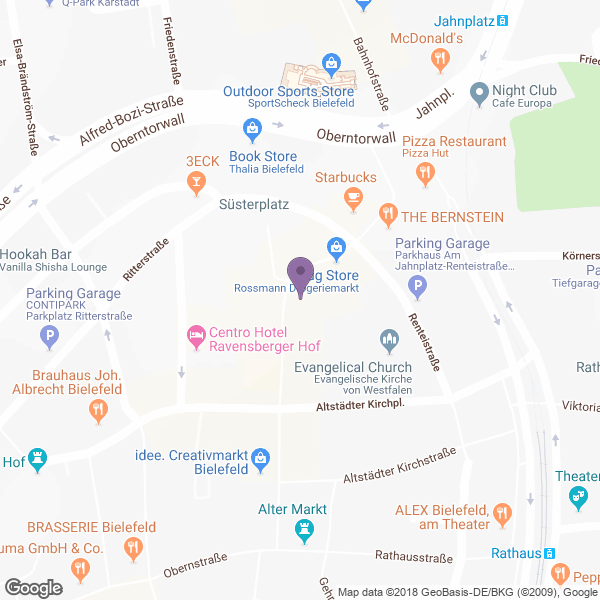 Q-Park Karstadt
Jahnplatz
McDonald's
Friedenstraße
Bahnhofstraße
Elsa-Brändström-Straße
Outdoor Sports Store
SportScheck Bielefeld
Night Club
Cafe Europa
Jahnpl.
Alfred-Bozi-Straße
Oberntorwall
Oberntorwall
Book Store
Thalia Bielefeld
Pizza Restaurant
Pizza Hut
3ECK
Starbucks
Süsterplatz
THE BERNSTEIN
Hookah Bar
Vanilla Shisha Lounge
Ritterstraße
Parking Garage
Parkhaus Am
Jahnplatz-Renteistraße...
Körners
Tiefgarage
Store
Rossmann Drogeriemarkt
Parking Garage
CONTIPARK
Parkplatz Ritterstraße
Renteistraße
Centro Hotel
Ravensberger Hof
Evangelical Church
Evangelische Kirche
von Westfalen
Brauhaus Joh.
Albrecht Bielefeld
Altstädter Kirchpl.
Viktoria
Hof
idee. Creativmarkt
Bielefeld
Altstädter Kirchstraße
Theater
Alter Markt
ALEX Bielefeld,
am Theater
BRASSERIE Bielefeld
uma GmbH & Co.
Obernstraße
Rathausstraße
Rathaus
Google
Map data ©2018 GeoBasis-DE/BKG (©2009), Google